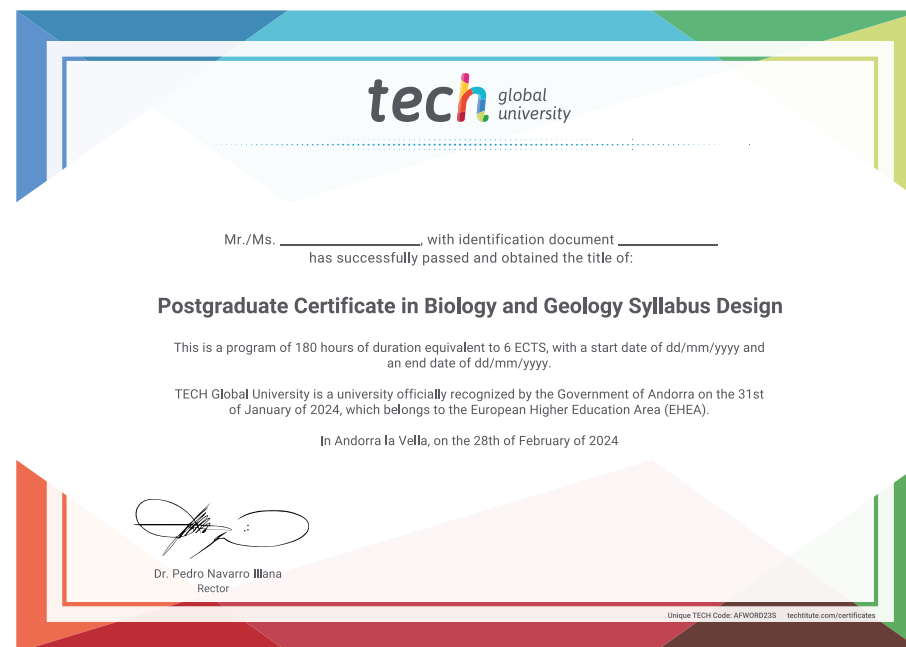 tech global university
Mr./Ms. ____________, with identification document ____________
has successfully passed and obtained the title of:
Postgraduate Certificate in Biology and Geology Syllabus Design
This is a program of 180 hours of duration equivalent to 6 ECTS, with a start date of dd/mm/yyyy and
an end date of dd/mm/yyyy.
TECH Global University is a university officially recognized by the Government of Andorra on the 31st
of January of 2024, which belongs to the European Higher Education Area (EHEA).
In Andorra la Vella, on the 28th of February of 2024
Dr. Pedro Navarro Illana
Rector
Unique TECH Code: AFWORD23S techtitute.com/certificates